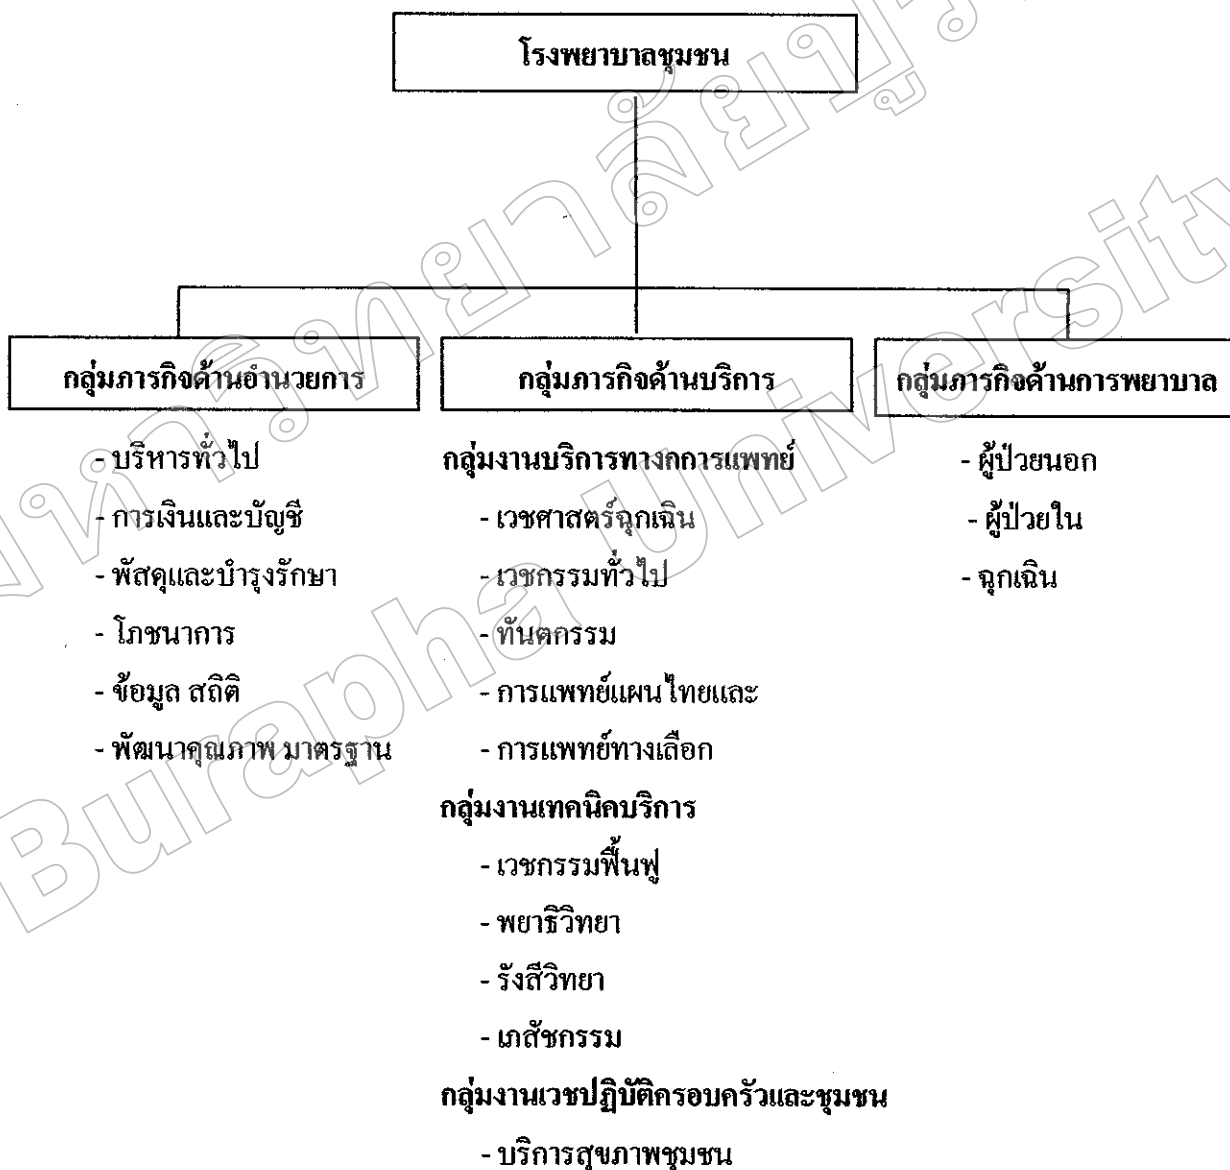 โรงพยาบาลชุมชน
กลุ่มภารกิจด้านอำนวยการ
- บริหารทั่วไป
- การเงินและบัญชี
- พัสดุและบำรุงรักษา
- โภชนาการ
- ข้อมูล สถิติ
- พัฒนาคุณภาพ มาตรฐาน
กลุ่มภารกิจด้านบริการ
กลุ่มงานบริการทางกการแพทย์
- เวชศาสตร์ฉุกเฉิน
- เวชกรรมทั่วไป
- ทันตกรรม
- การแพทย์แผนไทยและ
- การแพทย์ทางเลือก
กลุ่มงานเทคนิคบริการ
- เวชกรรมฟื้นฟู
- พยาธิวิทยา
- รังสีวิทยา
- เภสัชกรรม
กลุ่มงานเวชปฏิบัติครอบครัวและชุมชน
- บริการสุขภาพชุมชน
กลุ่มภารกิจด้านการพยาบาล
- ผู้ป่วยนอก
- ผู้ป่วยใน
- ฉุกเฉิน
Burapha University